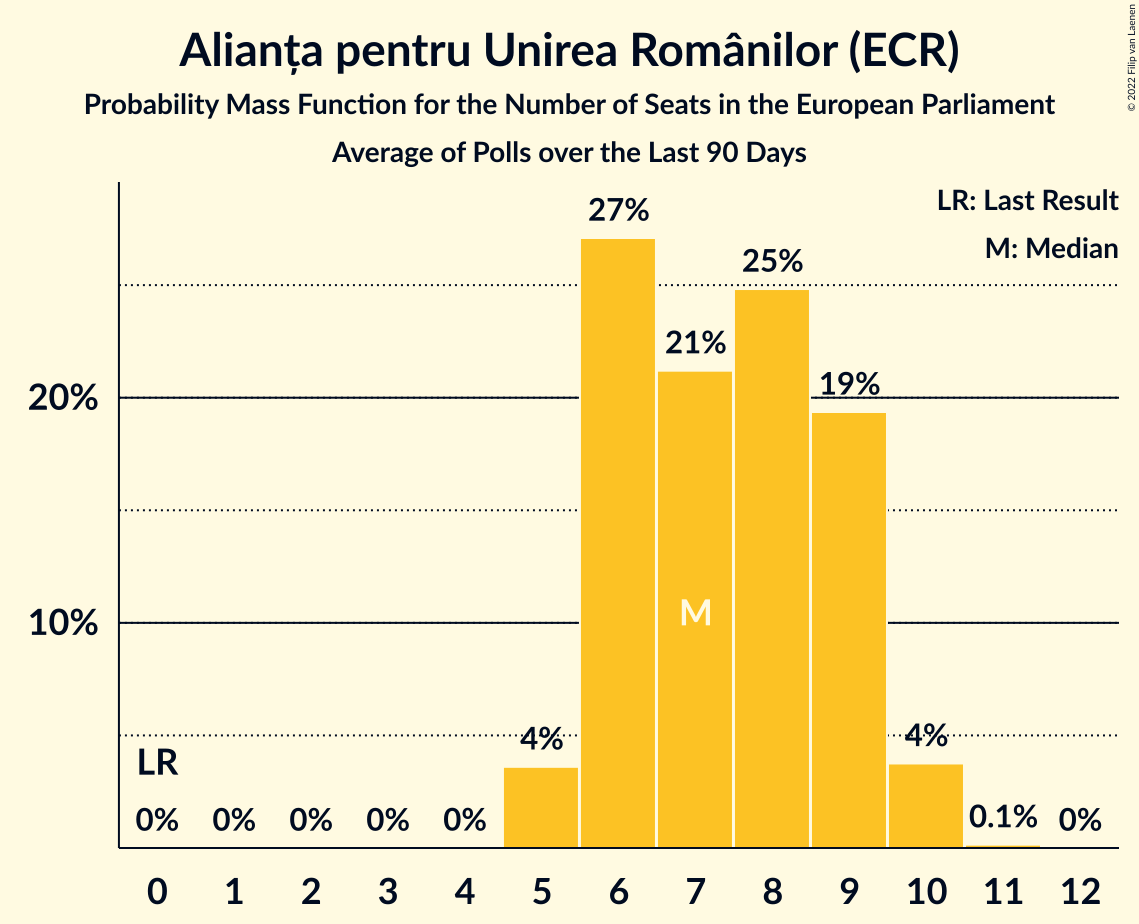 Alianța pentru Unirea Românilor (ECR)
Probability Mass Function for the Number of Seats in the European Parliament
Average of Polls over the Last 90 Days
© 2022 Filip van Laenen
LR: Last Result
M: Median
27%
25%
21%
19%
20%
10%
M
4%
4%
LR
0% 0% 0% 0% 0% 0.1% 0%
0 1 2 3 4 5 6 7 8 9 10 11 12